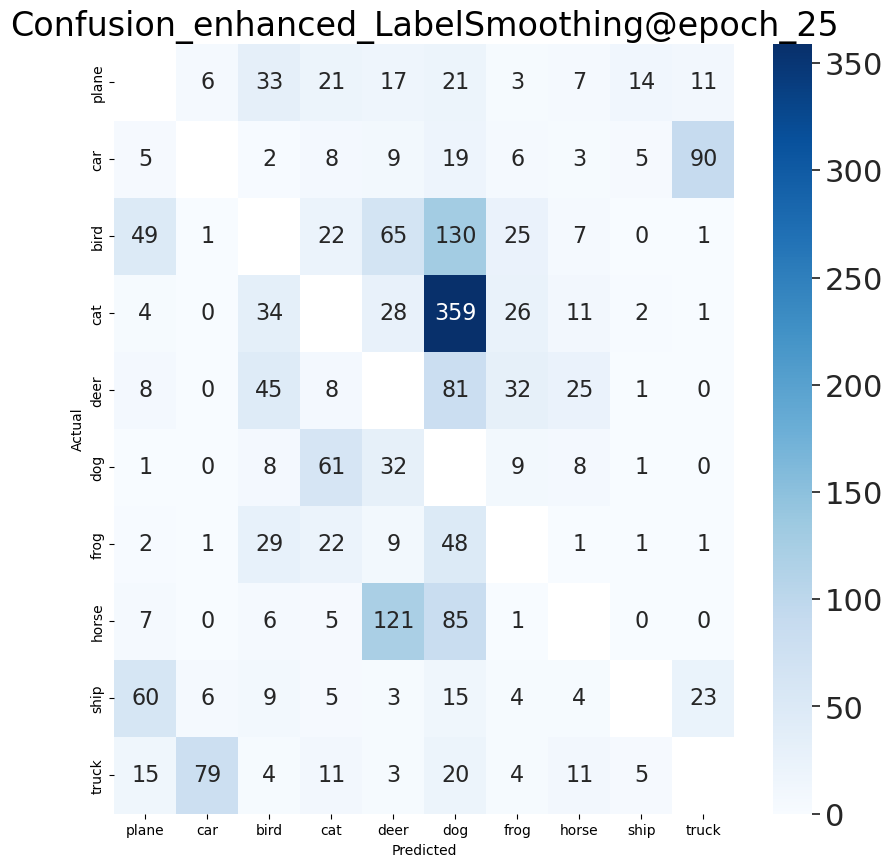 Confusion_enhanced_LabelSmoothing@epoch_25
plane 6 33 21 17 21 3 7 14 11
car 5 2 8 9 19 6 3 5 90
bird 49 1 22 65 130 25 7 0 1
cat 4 0 34 28 359 26 11 2 1
deer 8 0 45 8 81 32 25 1 0
Actual
dog 1 0 8 61 32 9 8 1 0
frog 2 1 29 22 9 48 1 1 1
horse 7 0 6 5 121 85 1 0 0
ship 60 6 9 5 3 15 4 4 23
truck 15 79 4 11 3 20 4 11 5
plane car bird cat deer dog frog horse ship truck
Predicted
350
300
250
200
150
100
50
0